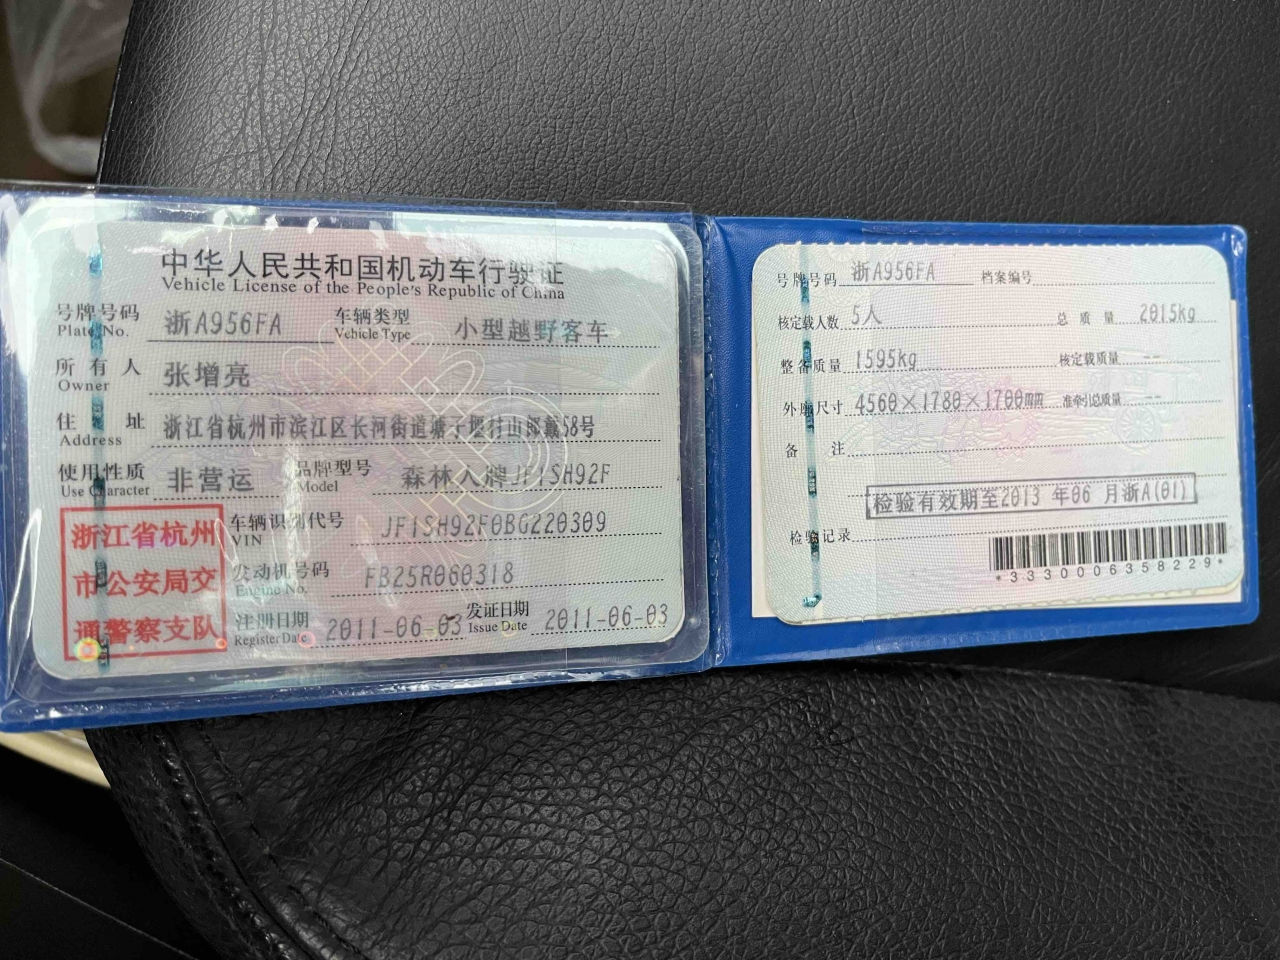 中华人民共和国机动车行驶证
Vehicle License of the People's Republic of China
号牌号码 浙A956FA 车辆类型 小型越野客车
Plate No. Vehicle Type
所有人 张增亮
Owner
住址 浙江省杭州市滨江区长河街道塘子堰村山郎戴58号
Address
使用性质 非营运 品牌型号 森林人牌JF1SH92F
Use Character Model
浙江省杭州
市公安局交
通警察支队
车辆识别代号 JF1SH92F0BG220309
VIN
发动机号码 FB25R060318
Engine No.
注册日期 2011-06-03 发证日期 2011-06-03
Register Date Issue Date
号牌号码 浙A956FA 档案编号
核定载人数 5人 总质量 2015kg
整备质量 1595kg 核定载质量 --
外廓尺寸 4560×1780×1700mm 准牵引总质量 --
备注
检验有效期至2013年06月浙A(01)
检验记录
*3330006358229*